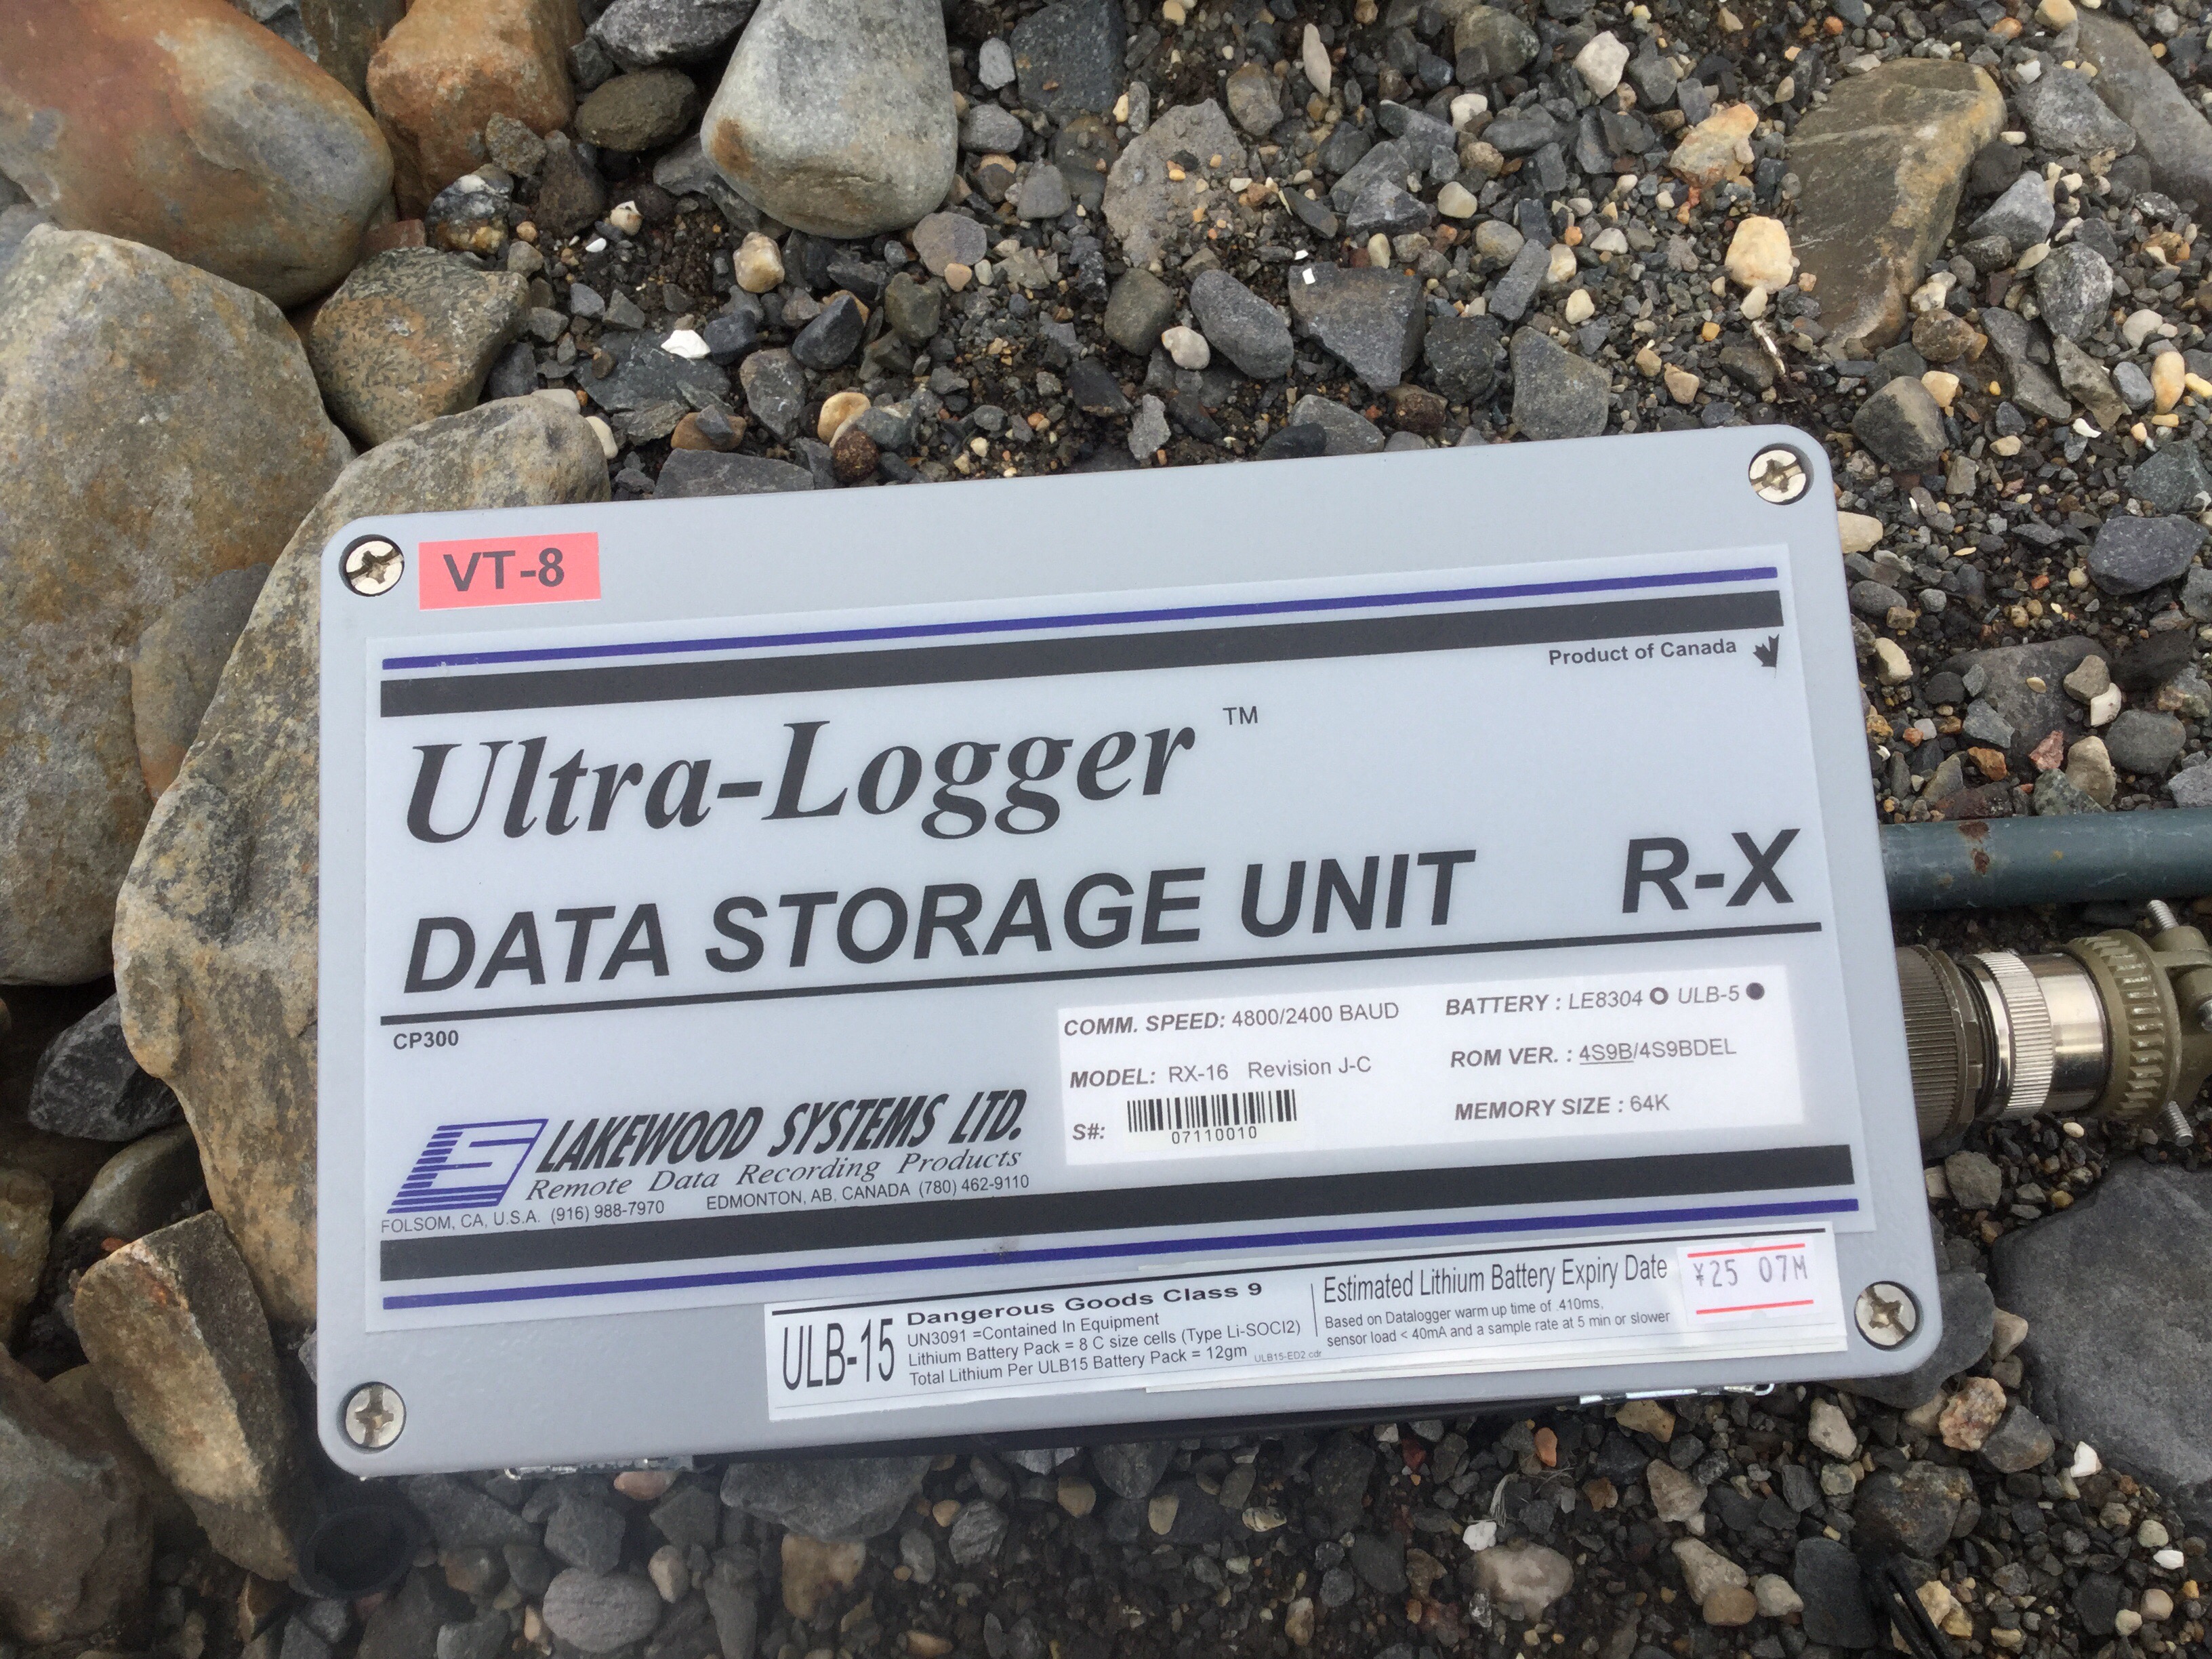 VT-8
Product of Canada
Ultra-Logger™
DATA STORAGE UNIT R-X
CP300
COMM. SPEED: 4800/2400 BAUD
BATTERY : LE8304 ULB-5
MODEL: RX-16 Revision J-C
ROM VER. : 4S9B/4S9BDEL
S#:
07110010
MEMORY SIZE : 64K
LAKEWOOD SYSTEMS LTD.
Remote Data Recording Products
FOLSOM, CA, U.S.A. (916) 988-7970 EDMONTON, AB, CANADA (780) 462-9110
ULB-15
Dangerous Goods Class 9
UN3091 =Contained In Equipment
Lithium Battery Pack = 8 C size cells (Type Li-SOCl2)
Total Lithium Per ULB15 Battery Pack = 12gm
ULB15-ED2.cdr
Estimated Lithium Battery Expiry Date
Based on Datalogger warm up time of .410ms,
sensor load < 40mA and a sample rate at 5 min or slower
¥25 07M